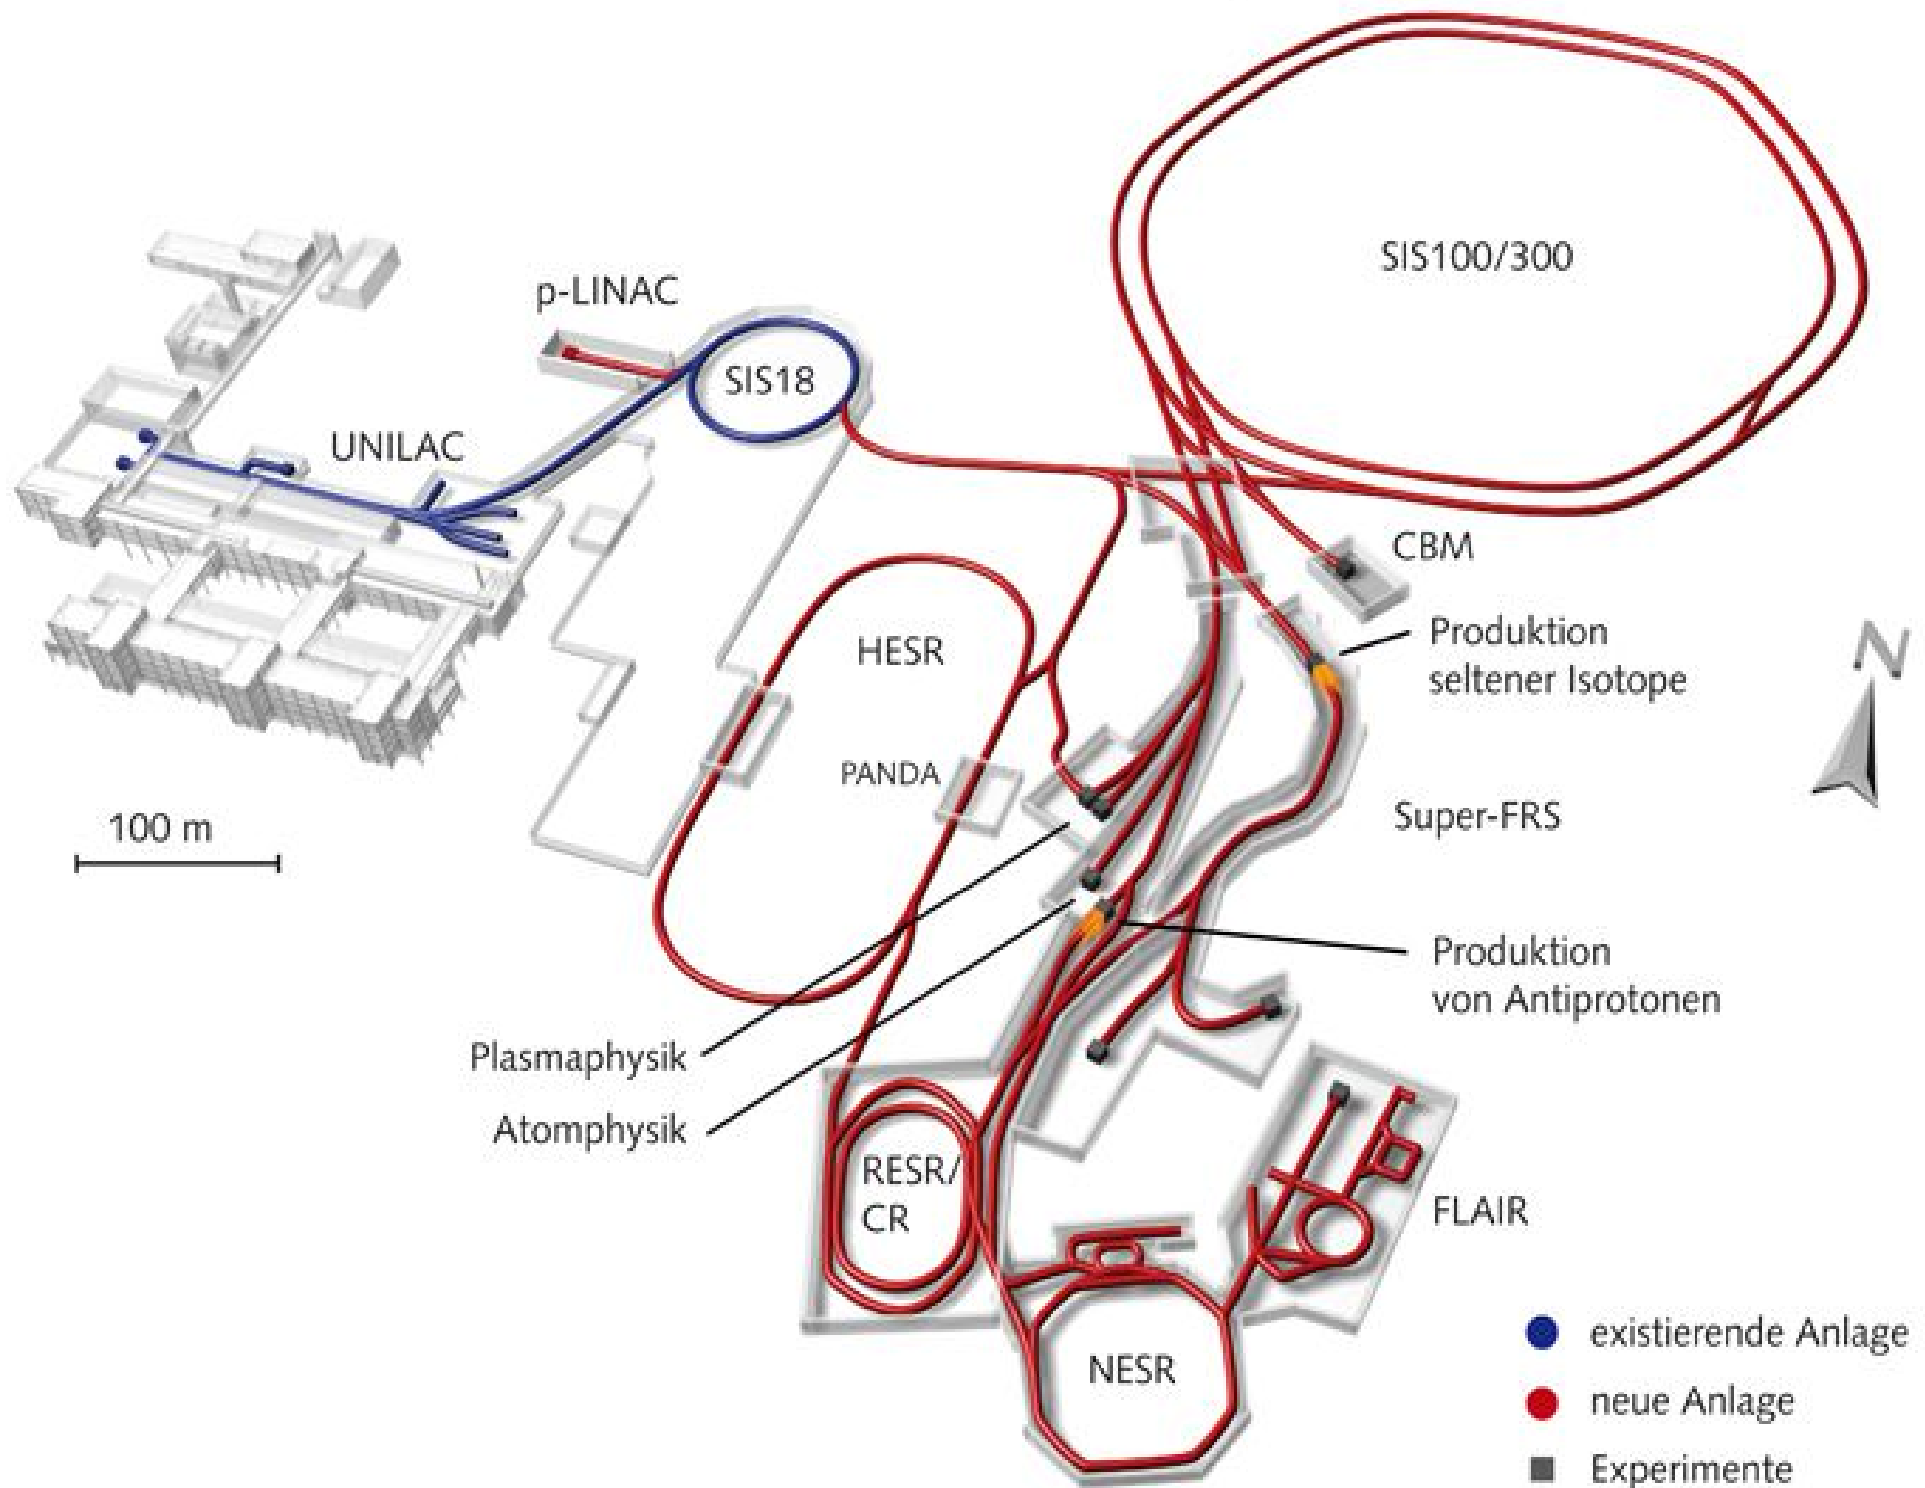 SIS100/300
p-LINAC
SIS18
UNILAC
CBM
HESR
Produktion
seltener Isotope
N
PANDA
100 m
Super-FRS
Produktion
von Antiprotonen
Plasmaphysik
Atomphysik
RESR/
CR
FLAIR
NESR
existierende Anlage
neue Anlage
Experimente